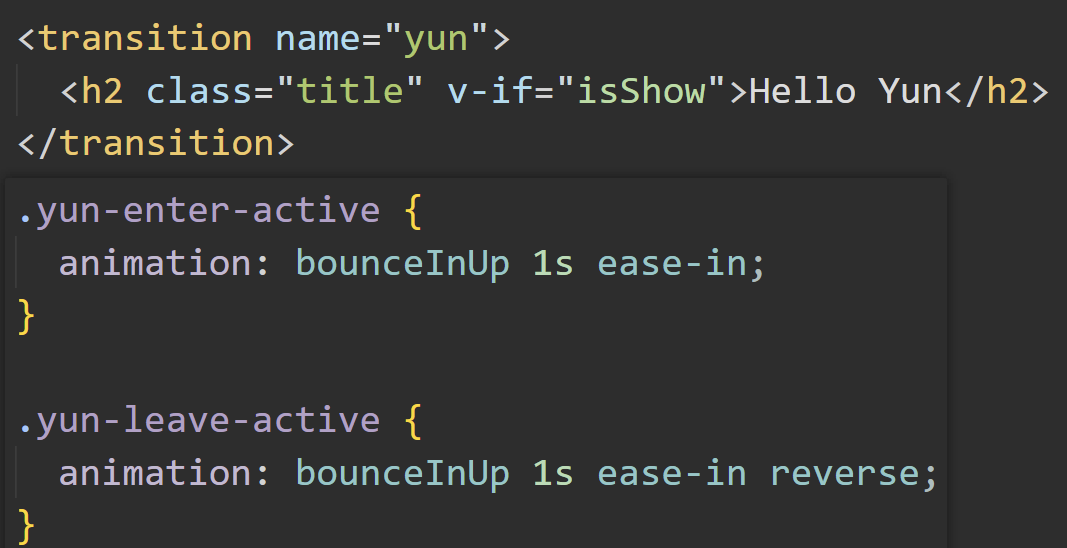 <transition name="yun">
  <h2 class="title" v-if="isShow">Hello Yun</h2>
</transition>
.yun-enter-active {
  animation: bounceInUp 1s ease-in;
}

.yun-leave-active {
  animation: bounceInUp 1s ease-in reverse;
}